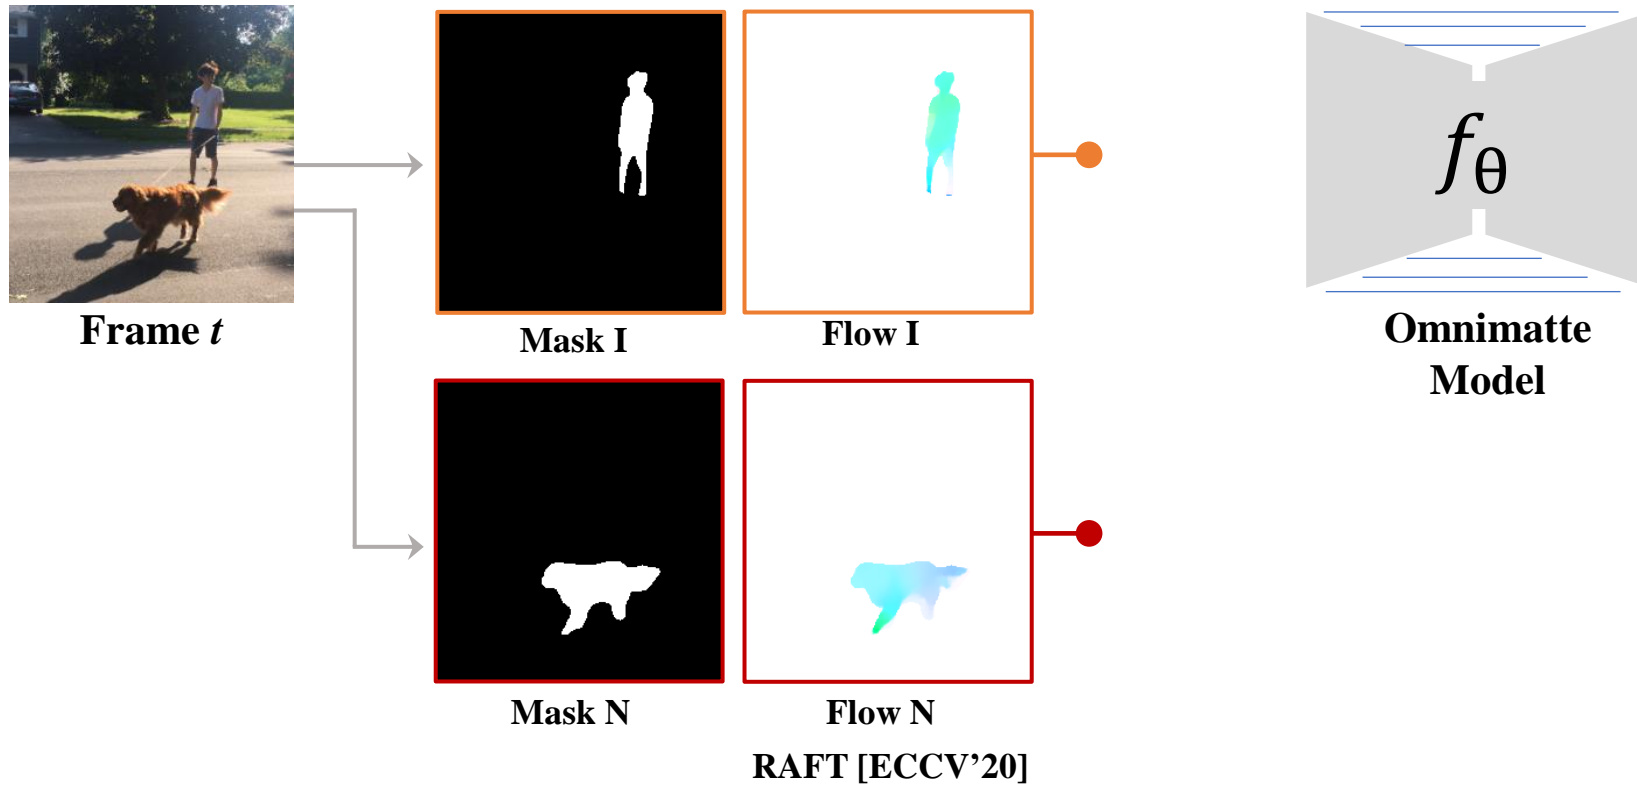 Frame t
Mask I
Flow I
fθ
Omnimatte
Model
Mask N
Flow N
RAFT [ECCV’20]